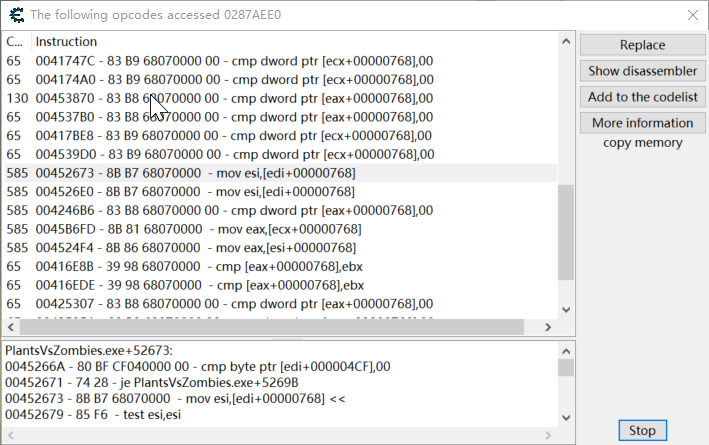 The following opcodes accessed 0287AEE0
C... Instruction
65 0041747C - 83 B9 68070000 00 - cmp dword ptr [ecx+00000768],00
65 004174A0 - 83 B9 68070000 00 - cmp dword ptr [ecx+00000768],00
130 00453870 - 83 B8 68070000 00 - cmp dword ptr [eax+00000768],00
65 004537B0 - 83 B8 68070000 00 - cmp dword ptr [eax+00000768],00
65 00417BE8 - 83 B9 68070000 00 - cmp dword ptr [ecx+00000768],00
65 004539D0 - 83 B9 68070000 00 - cmp dword ptr [ecx+00000768],00
585 00452673 - 8B B7 68070000 - mov esi,[edi+00000768]
585 004526E0 - 8B B7 68070000 - mov esi,[edi+00000768]
585 004246B6 - 83 B8 68070000 00 - cmp dword ptr [eax+00000768],00
585 0045B6FD - 8B 81 68070000 - mov eax,[ecx+00000768]
585 004524F4 - 8B 86 68070000 - mov eax,[esi+00000768]
65 00416E8B - 39 98 68070000 - cmp [eax+00000768],ebx
65 00416EDE - 39 98 68070000 - cmp [eax+00000768],ebx
65 00425307 - 83 B8 68070000 00 - cmp dword ptr [eax+00000768],00
Replace
Show disassembler
Add to the codelist
More information
copy memory
PlantsVsZombies.exe+52673:
0045266A - 80 BF CF040000 00 - cmp byte ptr [edi+000004CF],00
00452671 - 74 28 - je PlantsVsZombies.exe+5269B
00452673 - 8B B7 68070000 - mov esi,[edi+00000768] <<
00452679 - 85 F6 - test esi,esi
Stop